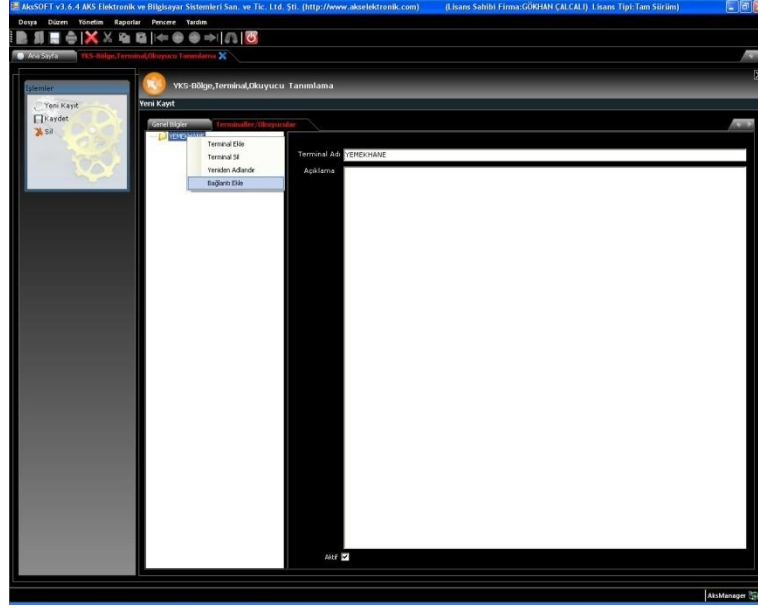 AksSOFT v3.6.4 AKS Elektronik ve Bilgisayar Sistemleri San. ve Tic. Ltd. Şti. (http://www.akselektronik.com) (Lisans Sahibi Firma:GÖKHAN ÇALCALI) Lisans Tipi:Tam Sürüm)
Dosya Düzen Yönetim Raporlar Pencere Yardım
Ana Sayfa YKS-Bölge,Terminal,Okuyucu Tanımlama
İşlemler
Yeni Kayıt
Kaydet
Sil
YKS-Bölge,Terminal,Okuyucu Tanımlama
Yeni Kayıt
Genel Bilgiler Terminaller/Okuyucular
YEMEKHANE
Terminal Ekle
Terminal Sil
Yeniden Adlandır
Bağlantı Ekle
Terminal Adı YEMEKHANE
Açıklama
Aktif
AksManager